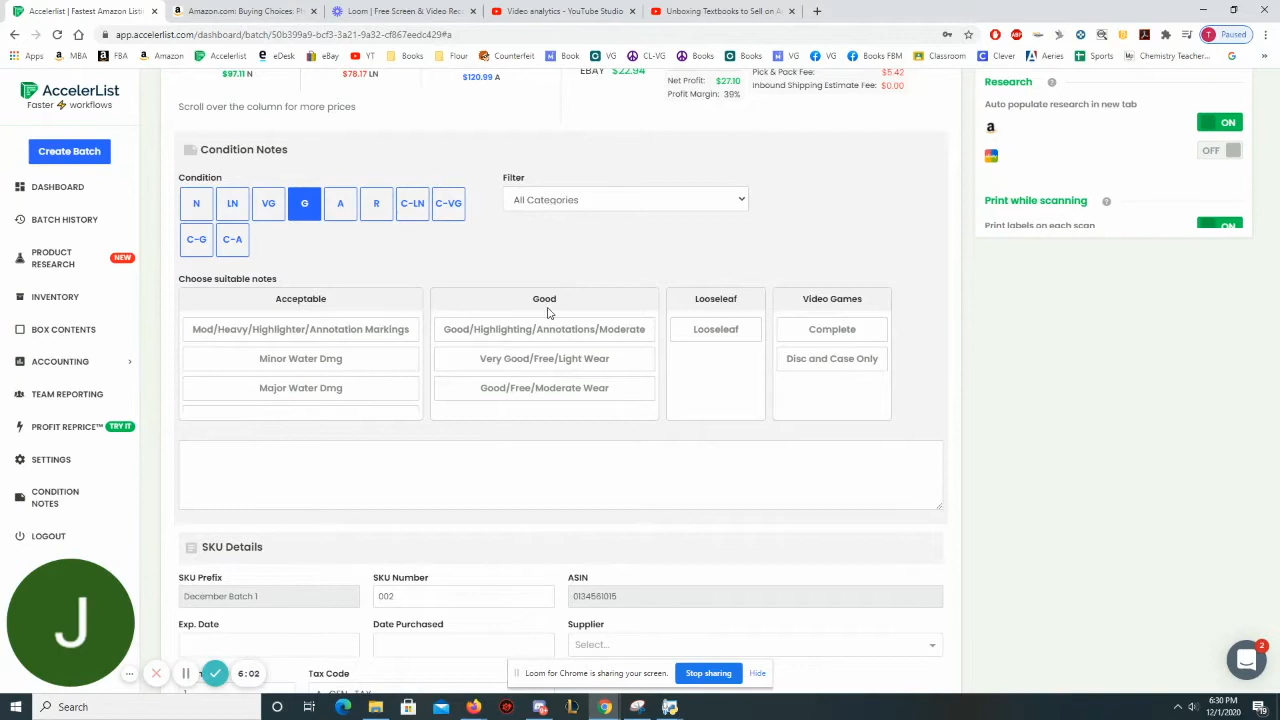 Accelerlist: Fastest Amazon Listin
Amazon.com: Buying Choices: P
Loom | Free Screen & Video Rec
Video analytics - YouTube Studio
Unboxing Textbooks to Sell on A
app.accelerlist.com/dashboard/batch/50b399a9-bcf3-3a21-9a32-cf867eedc429#a
T Paused
Apps
MBA
FBA
Amazon
Acceler
eBay
YT
Books
Flour
Counterfeit
Book
VG
CL-VG
Books
Books
VG
VG
Books FBM
Classroom
Clever
Aeries
Sports
Chemistry Teacher...
AccelerList
Faster workflows
Create Batch
DASHBOARD
BATCH HISTORY
PRODUCT
RESEARCH
NEW
INVENTORY
BOX CONTENTS
ACCOUNTING
TEAM REPORTING
PROFIT REPRICE™ TRY IT
SETTINGS
CONDITION
NOTES
LOGOUT
J
6:02
$97.11 N
$78.17 LN
$120.99 A
EBAY $22.94
Net Profit: $27.10
Profit Margin: 39%
Pick & Pack Fee: $5.42
Inbound Shipping Estimate Fee: $0.00
Scroll over the column for more prices
Condition Notes
Condition
N
LN
VG
G
A
R
C-LN
C-VG
C-G
C-A
Filter
All Categories
Choose suitable notes
Acceptable
Mod/Heavy/Highlighter/Annotation Markings
Minor Water Dmg
Major Water Dmg
Good
Good/Highlighting/Annotations/Moderate
Very Good/Free/Light Wear
Good/Free/Moderate Wear
Looseleaf
Looseleaf
Video Games
Complete
Disc and Case Only
SKU Details
SKU Prefix
December Batch 1
SKU Number
002
ASIN
0134561015
Exp. Date
Date Purchased
Supplier
Select...
Tax Code
Research
Auto populate research in new tab
ON
OFF
Print while scanning
Print labels on each scan
ON
Loom for Chrome is sharing your screen.
Stop sharing
Hide
2
Search
6:30 PM
12/1/2020